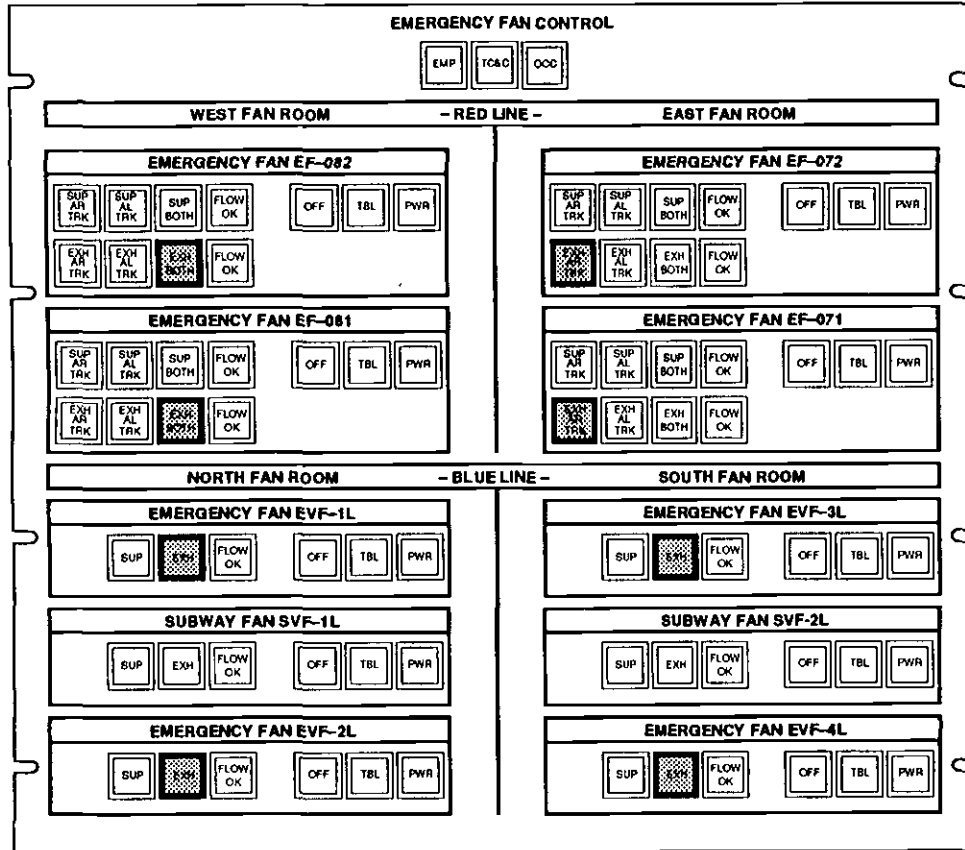 EMERGENCY FAN CONTROL
EMP TC&C OCC
WEST FAN ROOM – RED LINE – EAST FAN ROOM
EMERGENCY FAN EF–082
SUP AR TRK
SUP AL TRK
SUP BOTH
FLOW OK
OFF TBL PWR
EXH AR TRK
EXH AL TRK
EXH BOTH
FLOW OK
EMERGENCY FAN EF–072
SUP AR TRK
SUP AL TRK
SUP BOTH
FLOW OK
OFF TBL PWR
EXH AR TRK
EXH AL TRK
EXH BOTH
FLOW OK
EMERGENCY FAN EF–081
SUP AR TRK
SUP AL TRK
SUP BOTH
FLOW OK
OFF TBL PWR
EXH AR TRK
EXH AL TRK
EXH BOTH
FLOW OK
EMERGENCY FAN EF–071
SUP AR TRK
SUP AL TRK
SUP BOTH
FLOW OK
OFF TBL PWR
EXH AR TRK
EXH AL TRK
EXH BOTH
FLOW OK
NORTH FAN ROOM – BLUE LINE – SOUTH FAN ROOM
EMERGENCY FAN EVF–1L
SUP EXH FLOW OK OFF TBL PWR
EMERGENCY FAN EVF–3L
SUP EXH FLOW OK OFF TBL PWR
SUBWAY FAN SVF–1L
SUP EXH FLOW OK OFF TBL PWR
SUBWAY FAN SVF-2L
SUP EXH FLOW OK OFF TBL PWR
EMERGENCY FAN EVF–2L
SUP EXH FLOW OK OFF TBL PWR
EMERGENCY FAN EVF–4L
SUP EXH FLOW OK OFF TBL PWR